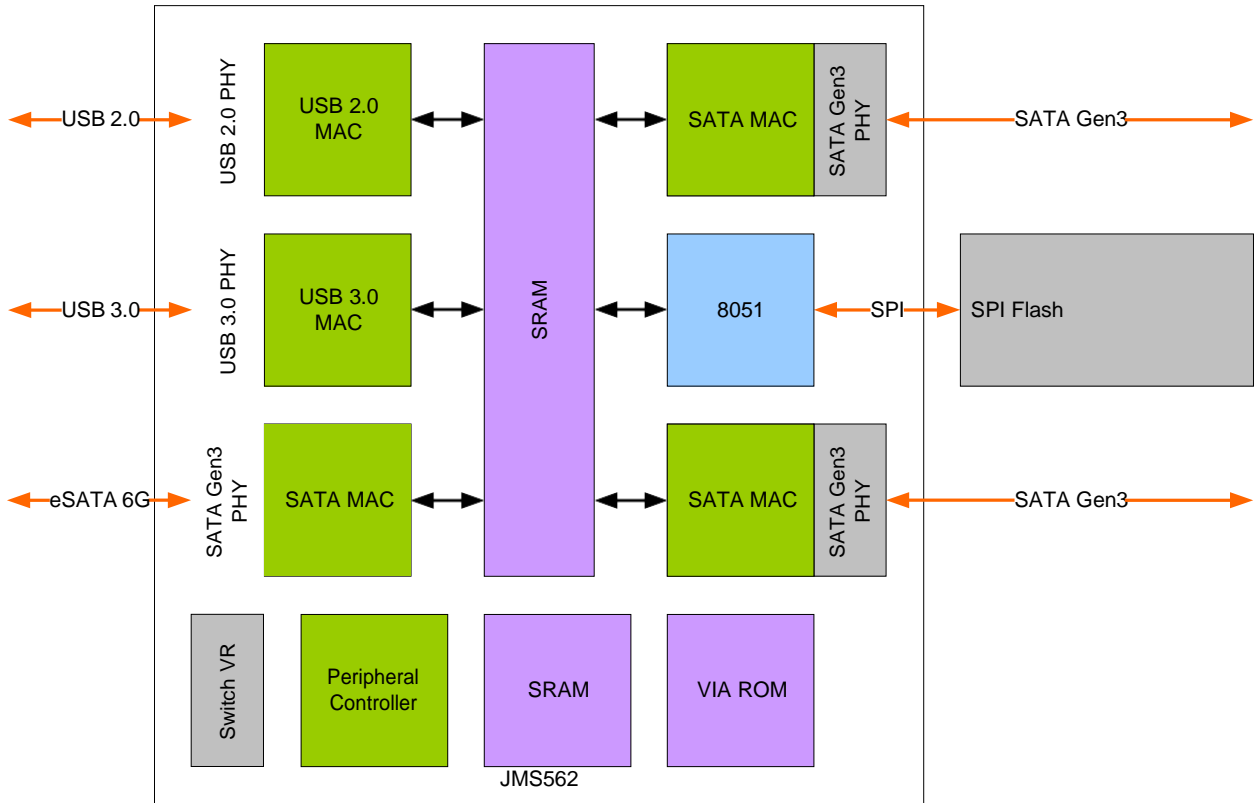 USB 2.0
USB 2.0 PHY
USB 2.0
MAC
SRAM
SATA MAC
SATA Gen3
PHY
SATA Gen3
USB 3.0
USB 3.0 PHY
USB 3.0
MAC
8051
SPI
SPI Flash
eSATA 6G
SATA Gen3
PHY
SATA MAC
SATA MAC
SATA Gen3
PHY
SATA Gen3
Switch VR
Peripheral
Controller
SRAM
VIA ROM
JMS562